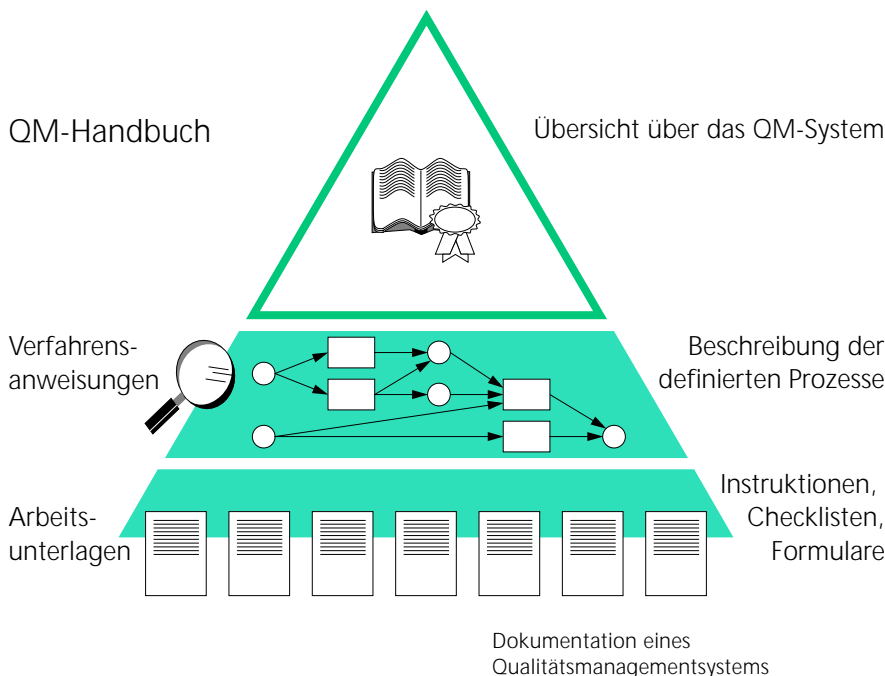 QM-Handbuch
Übersicht über das QM-System
Verfahrens-
anweisungen
Beschreibung der
definierten Prozesse
Arbeits-
unterlagen
Instruktionen,
Checklisten,
Formulare
Dokumentation eines
Qualitätsmanagementsystems